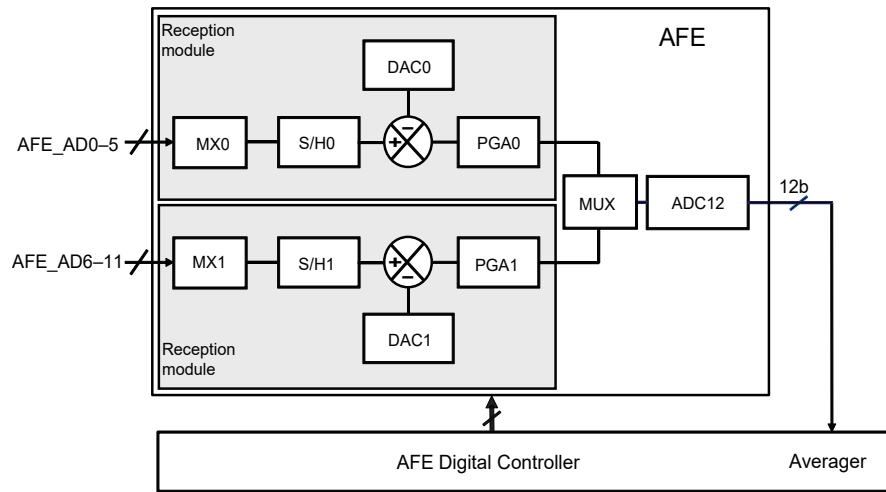 Reception
module
AFE
DAC0
AFE_AD0–5
MX0
S/H0
− 
+
PGA0
MUX
ADC12
12b
AFE_AD6–11
MX1
S/H1
+
−
PGA1
DAC1
Reception
module
AFE Digital Controller
Averager